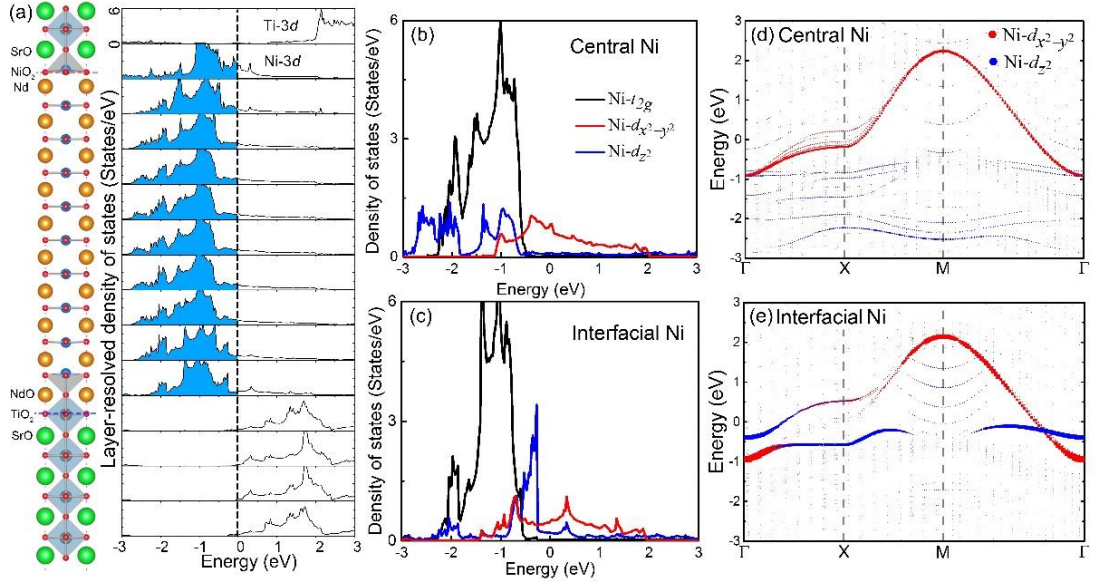 (a)
SrO
NiO₂
Nd
NdO
TiO₂
SrO
Layer-resolved density of states (States/eV)
6
0
Ti-3d
Ni-3d
-3 -2 -1 0 1 2 3
Energy (eV)
(b)
Central Ni
Ni-t2g
Ni-dx²−y²
Ni-dz²
Density of states (States/eV)
6
3
0
-3 -2 -1 0 1 2 3
Energy (eV)
(c)
Interfacial Ni
Density of states (States/eV)
6
3
0
-3 -2 -1 0 1 2 3
Energy (eV)
(d) Central Ni
Ni-dx²−y²
Ni-dz²
Energy (eV)
3
2
1
0
-1
-2
-3
Γ X M Γ
(e) Interfacial Ni
Energy (eV)
3
2
1
0
-1
-2
-3
Γ X M Γ